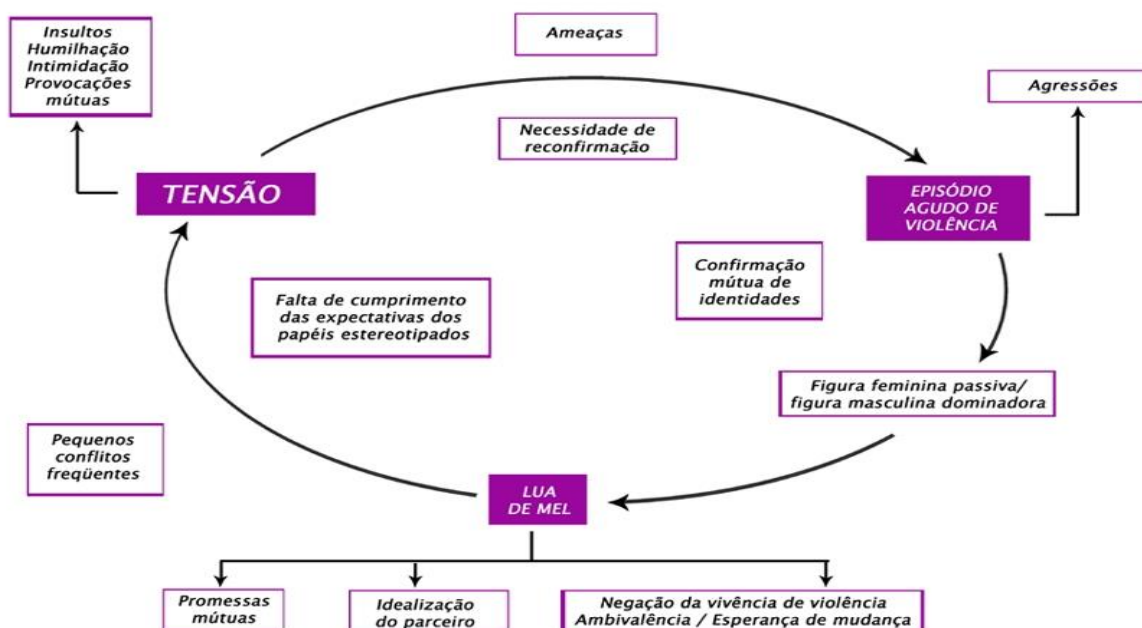 Insultos
Humilhação
Intimidação
Provocações
mútuas
Ameaças
Agressões
Necessidade de
reconfirmação
TENSÃO
EPISÓDIO
AGUDO DE
VIOLÊNCIA
Confirmação
mútua de
identidades
Falta de cumprimento
das expectativas dos
papéis estereotipados
Figura feminina passiva/
figura masculina dominadora
Pequenos
conflitos
freqüentes
LUA
DE MEL
Promessas
mútuas
Idealização
do parceiro
Negação da vivência de violência
Ambivalência / Esperança de mudança